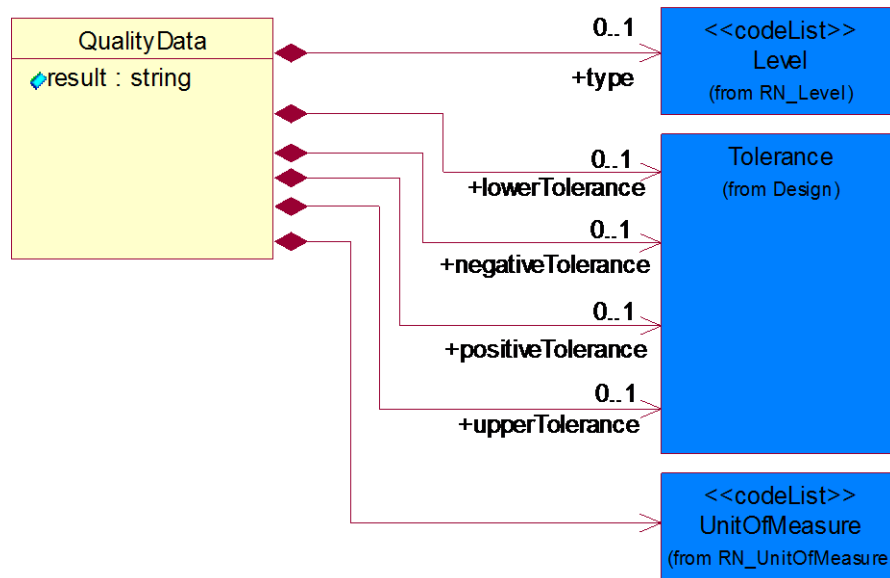 QualityData
result : string
0..1
+type
<<codeList>>
Level
(from RN_Level)
0..1
+lowerTolerance
Tolerance
(from Design)
0..1
+negativeTolerance
0..1
+positiveTolerance
0..1
+upperTolerance
<<codeList>>
UnitOfMeasure
(from RN_UnitOfMeasure